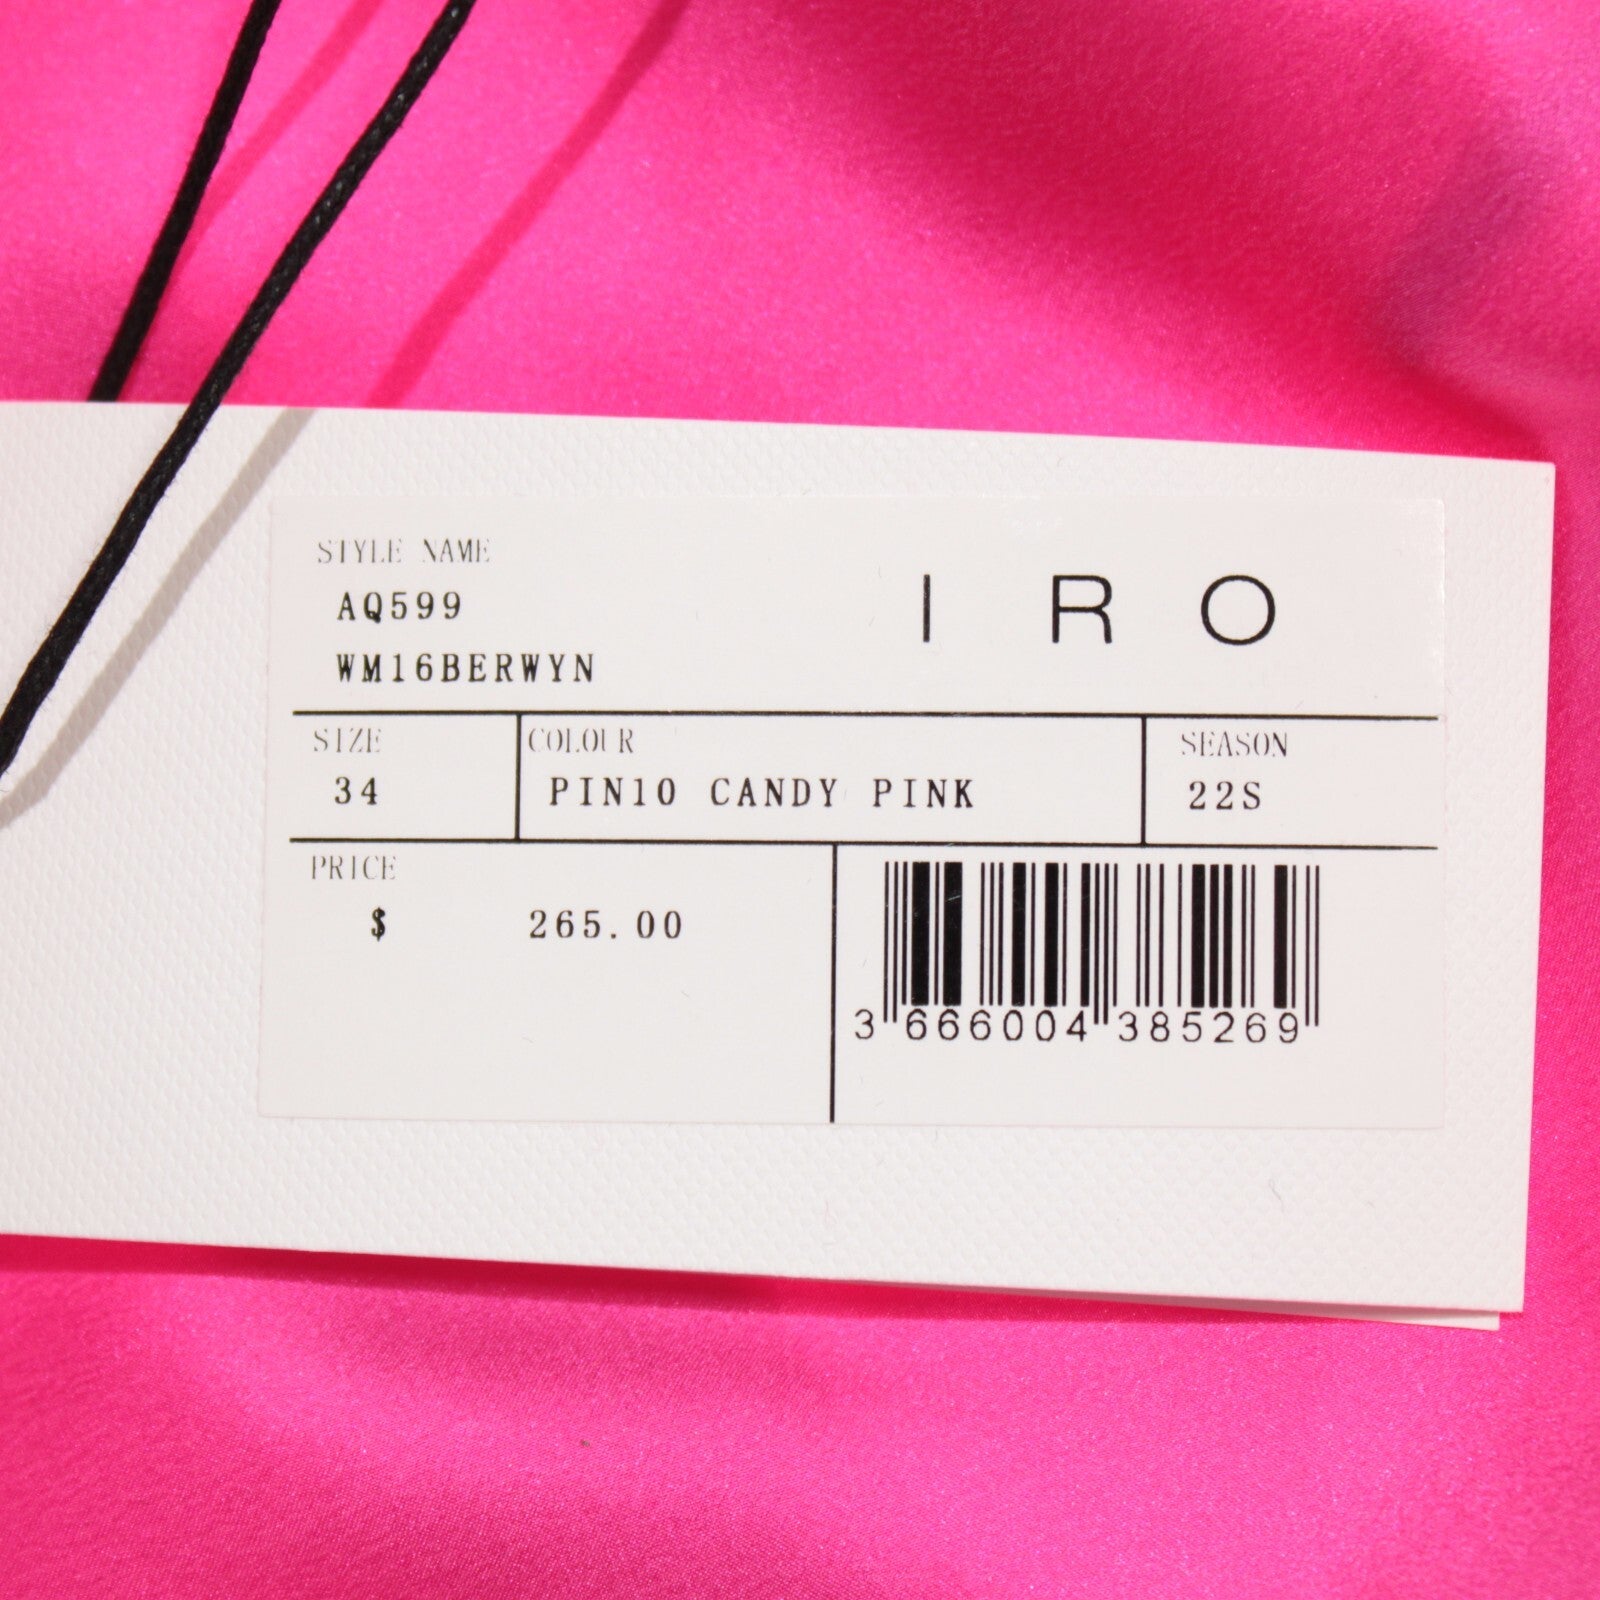 STYLE NAME
AQ599
WM16BERWYN
IRO
SIZE
34
COLOUR
PIN10 CANDY PINK
SEASON
22S
PRICE
$ 265.00
3 666004 385269